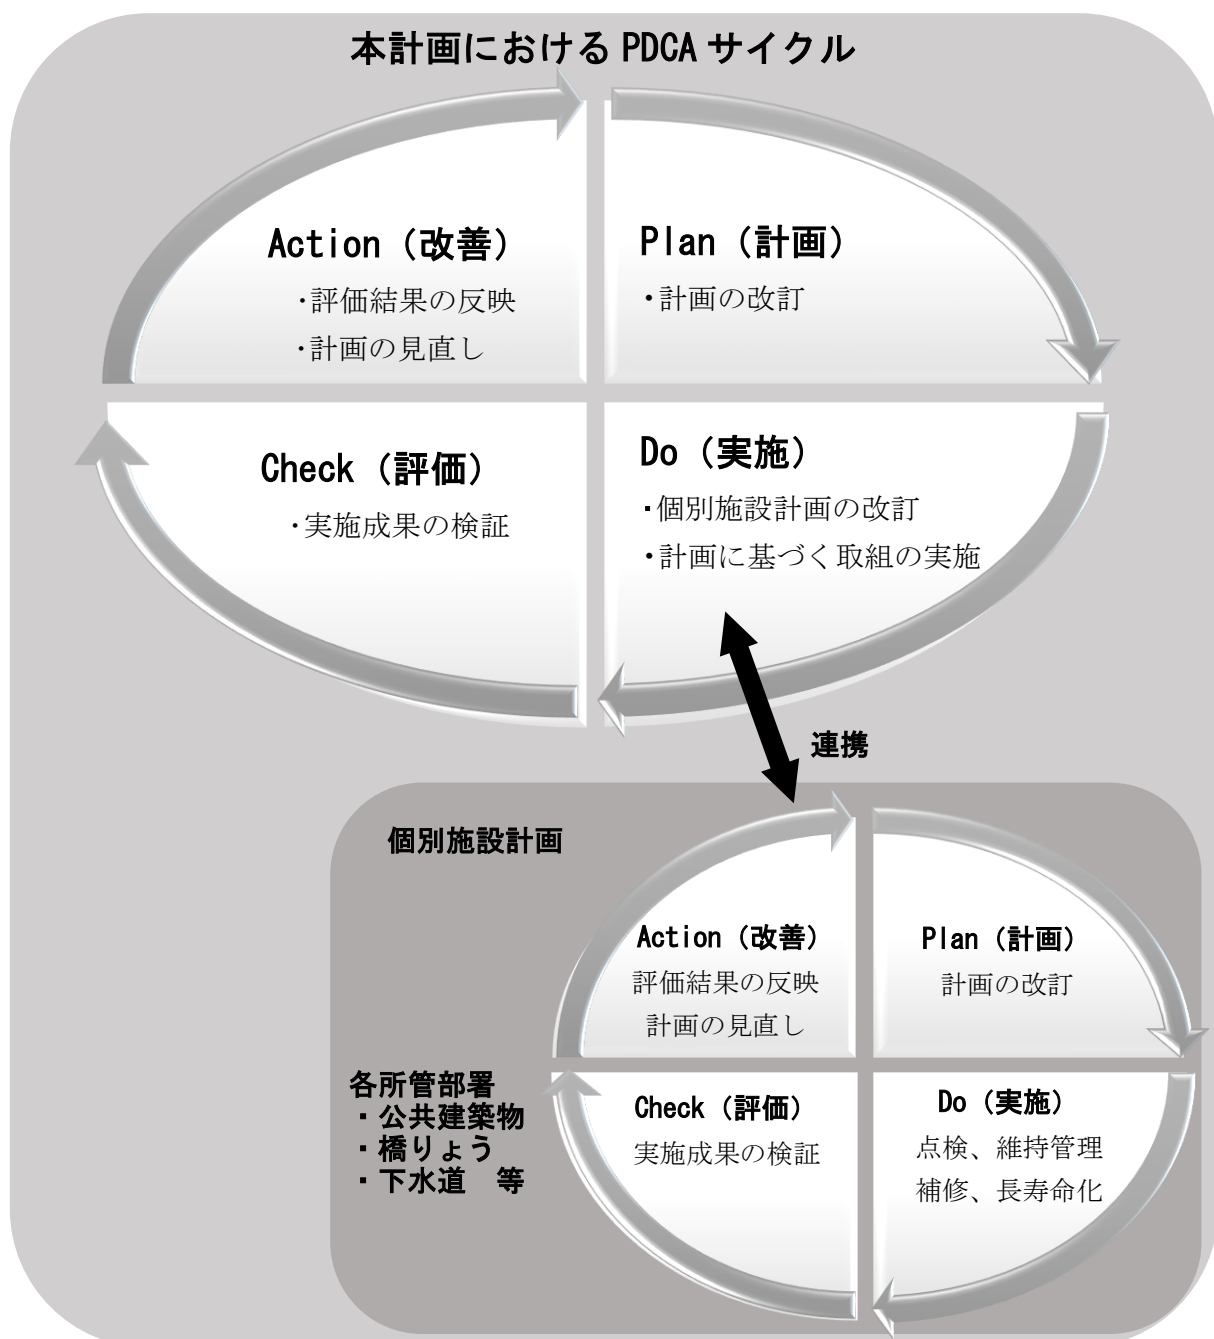 本計画における PDCA サイクル
Action（改善）
・評価結果の反映
・計画の見直し
Plan（計画）
・計画の改訂
Check（評価）
・実施成果の検証
Do（実施）
・個別施設計画の改訂
・計画に基づく取組の実施
連携
個別施設計画
Action（改善）
評価結果の反映
計画の見直し
Plan（計画）
計画の改訂
各所管部署
・公共建築物
・橋りょう
・下水道　等
Check（評価）
実施成果の検証
Do（実施）
点検、維持管理
補修、長寿命化